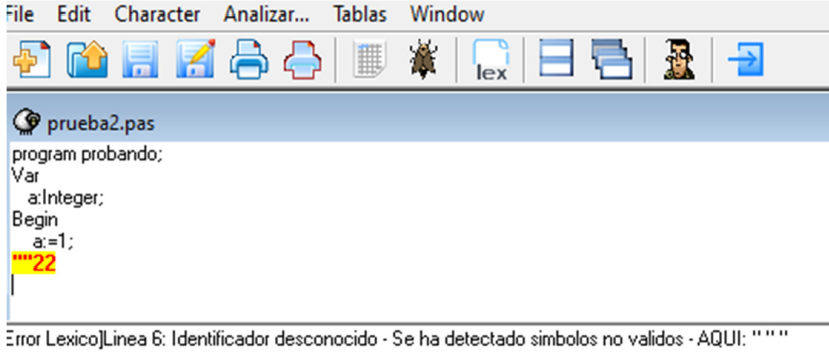 File Edit Character Analizar... Tablas Window
lex
prueba2.pas
program probando;
Var
a:Integer;
Begin
a:=1;
""22
Error Lexico]Linea 6: Identificador desconocido - Se ha detectado simbolos no validos - AQUI: " " "